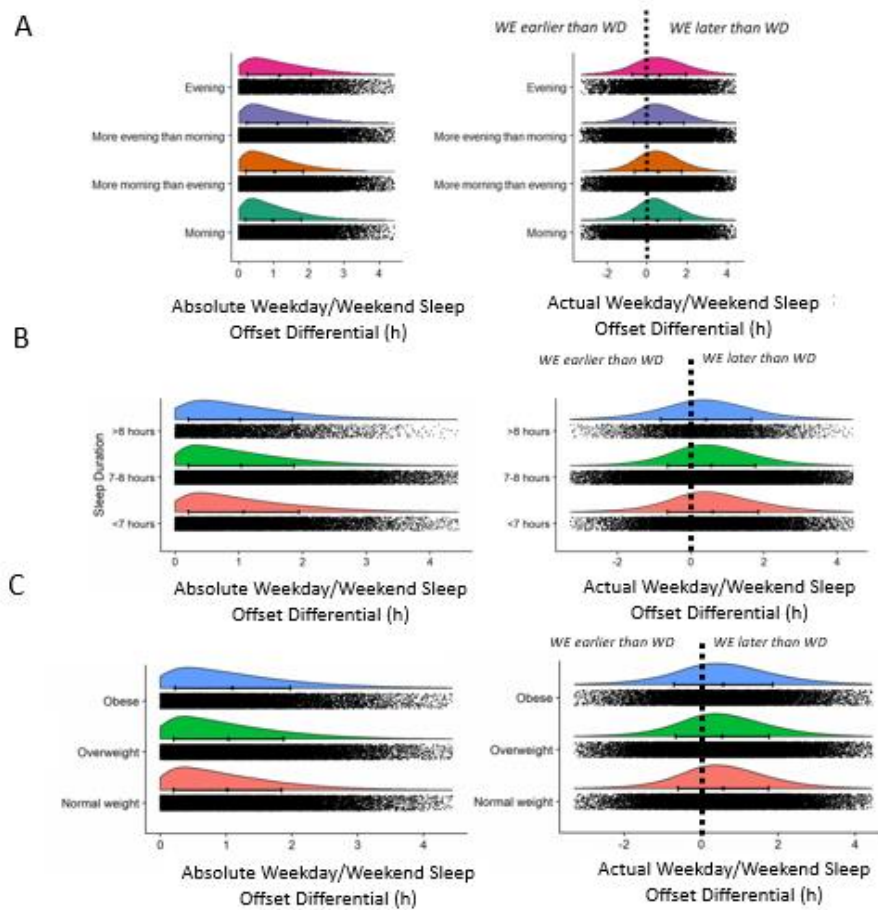 A
WE earlier than WD WE later than WD
Evening
More evening than morning
More morning than evening
Morning
0 1 2 3 4
Absolute Weekday/Weekend Sleep
Offset Differential (h)
Evening
More evening than morning
More morning than evening
Morning
-2 0 2 4
Actual Weekday/Weekend Sleep
Offset Differential (h)
B
WE earlier than WD WE later than WD
Sleep Duration
>8 hours
7-8 hours
<7 hours
0 1 2 3 4
Absolute Weekday/Weekend Sleep
Offset Differential (h)
>8 hours
7-8 hours
<7 hours
-2 0 2 4
Actual Weekday/Weekend Sleep
Offset Differential (h)
C
WE earlier than WD WE later than WD
Obese
Overweight
Normal weight
0 1 2 3 4
Absolute Weekday/Weekend Sleep
Offset Differential (h)
Obese
Overweight
Normal weight
-2 0 2 4
Actual Weekday/Weekend Sleep
Offset Differential (h)